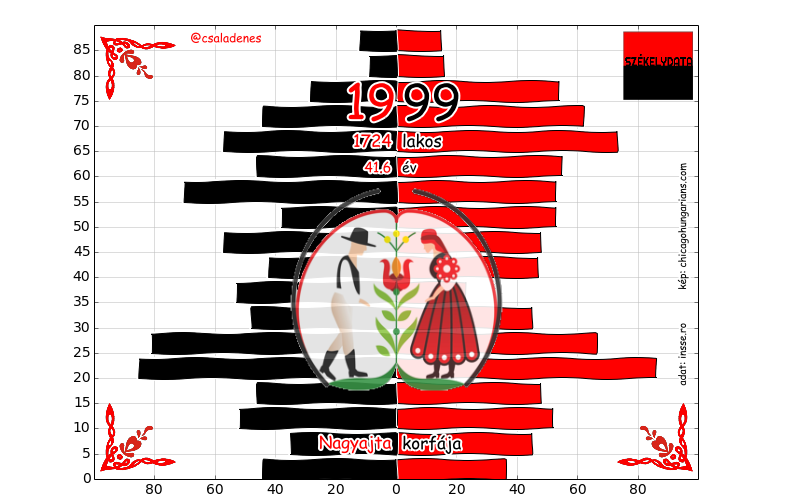 @csaladenes
SZÉKELYDATA
1999
1724 lakos
41.6 év
kép: chicagohungarians.com
adat: insse.ro
Nagyajta korfája
85
80
75
70
65
60
55
50
45
40
35
30
25
20
15
10
5
0
80 60 40 20 0 20 40 60 80